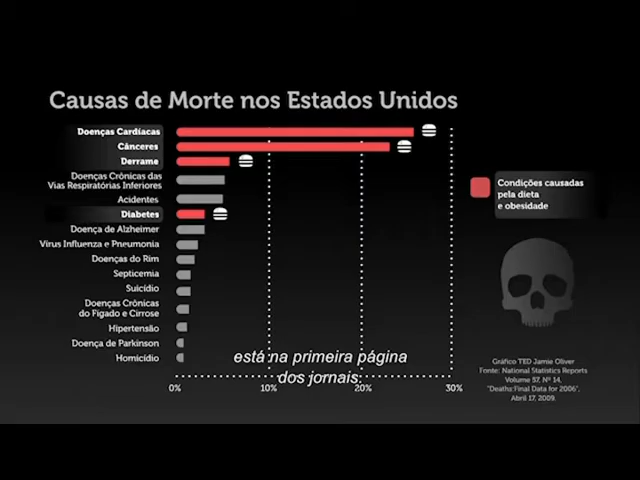 Causas de Morte nos Estados Unidos
Doenças Cardíacas
Cânceres
Derrame
Doenças Crônicas das
Vias Respiratórias Inferiores
Acidentes
Diabetes
Doença de Alzheimer
Vírus Influenza e Pneumonia
Doenças do Rim
Septicemia
Suicídio
Doenças Crônicas
do Fígado e Cirrose
Hipertensão
Doença de Parkinson
Homicídio
0%
10%
20%
30%
Condições causadas
pela dieta
e obesidade
Gráfico TED Jamie Oliver
Fonte: National Statistics Reports
Volume 57, Nº 14,
"Deaths:Final Data for 2006",
Abril 17, 2009.
está na primeira página
dos jornais.